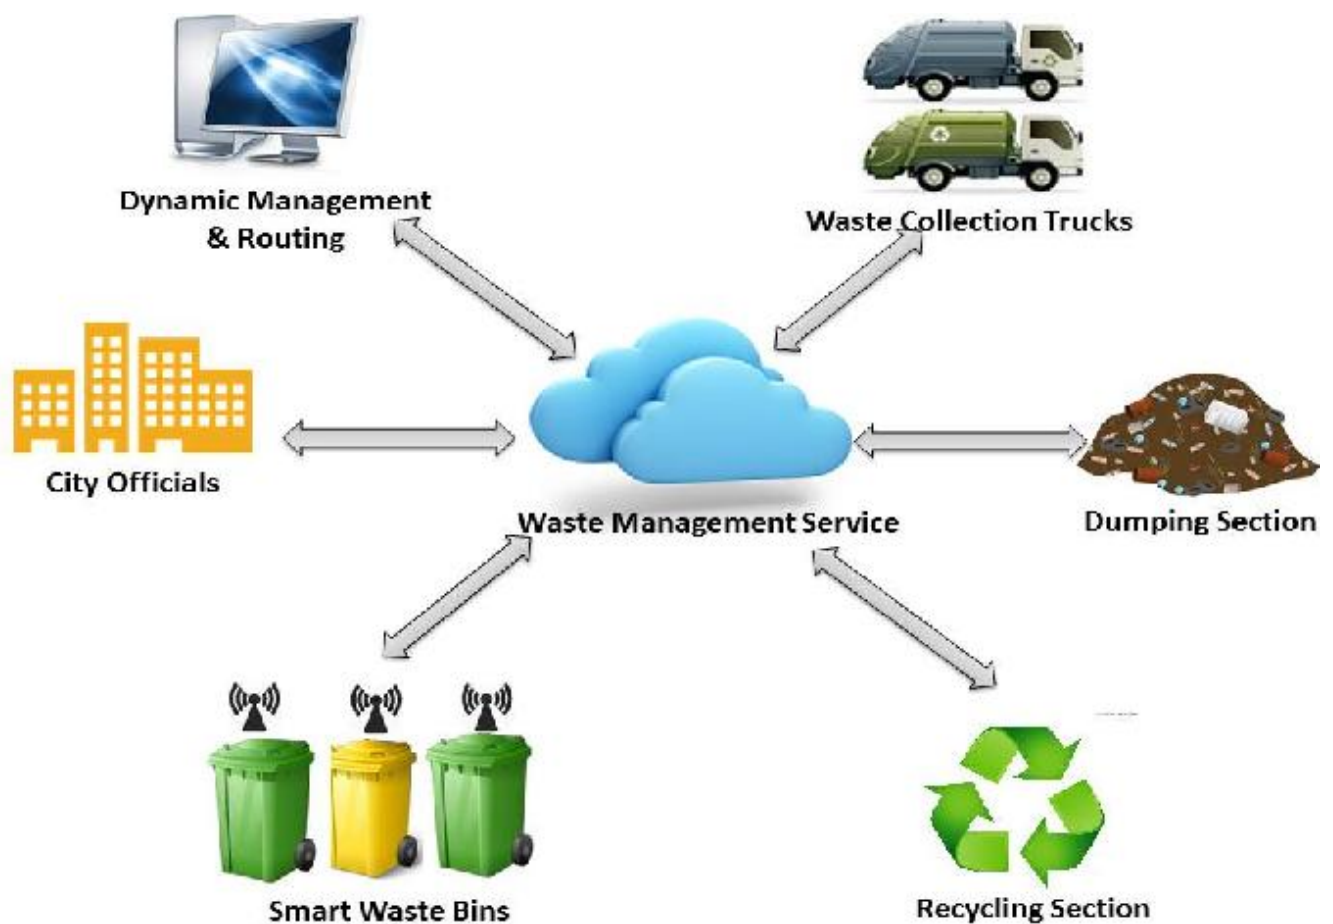 Dynamic Management
& Routing
Waste Collection Trucks
City Officials
Waste Management Service
Dumping Section
Smart Waste Bins
Recycling Section